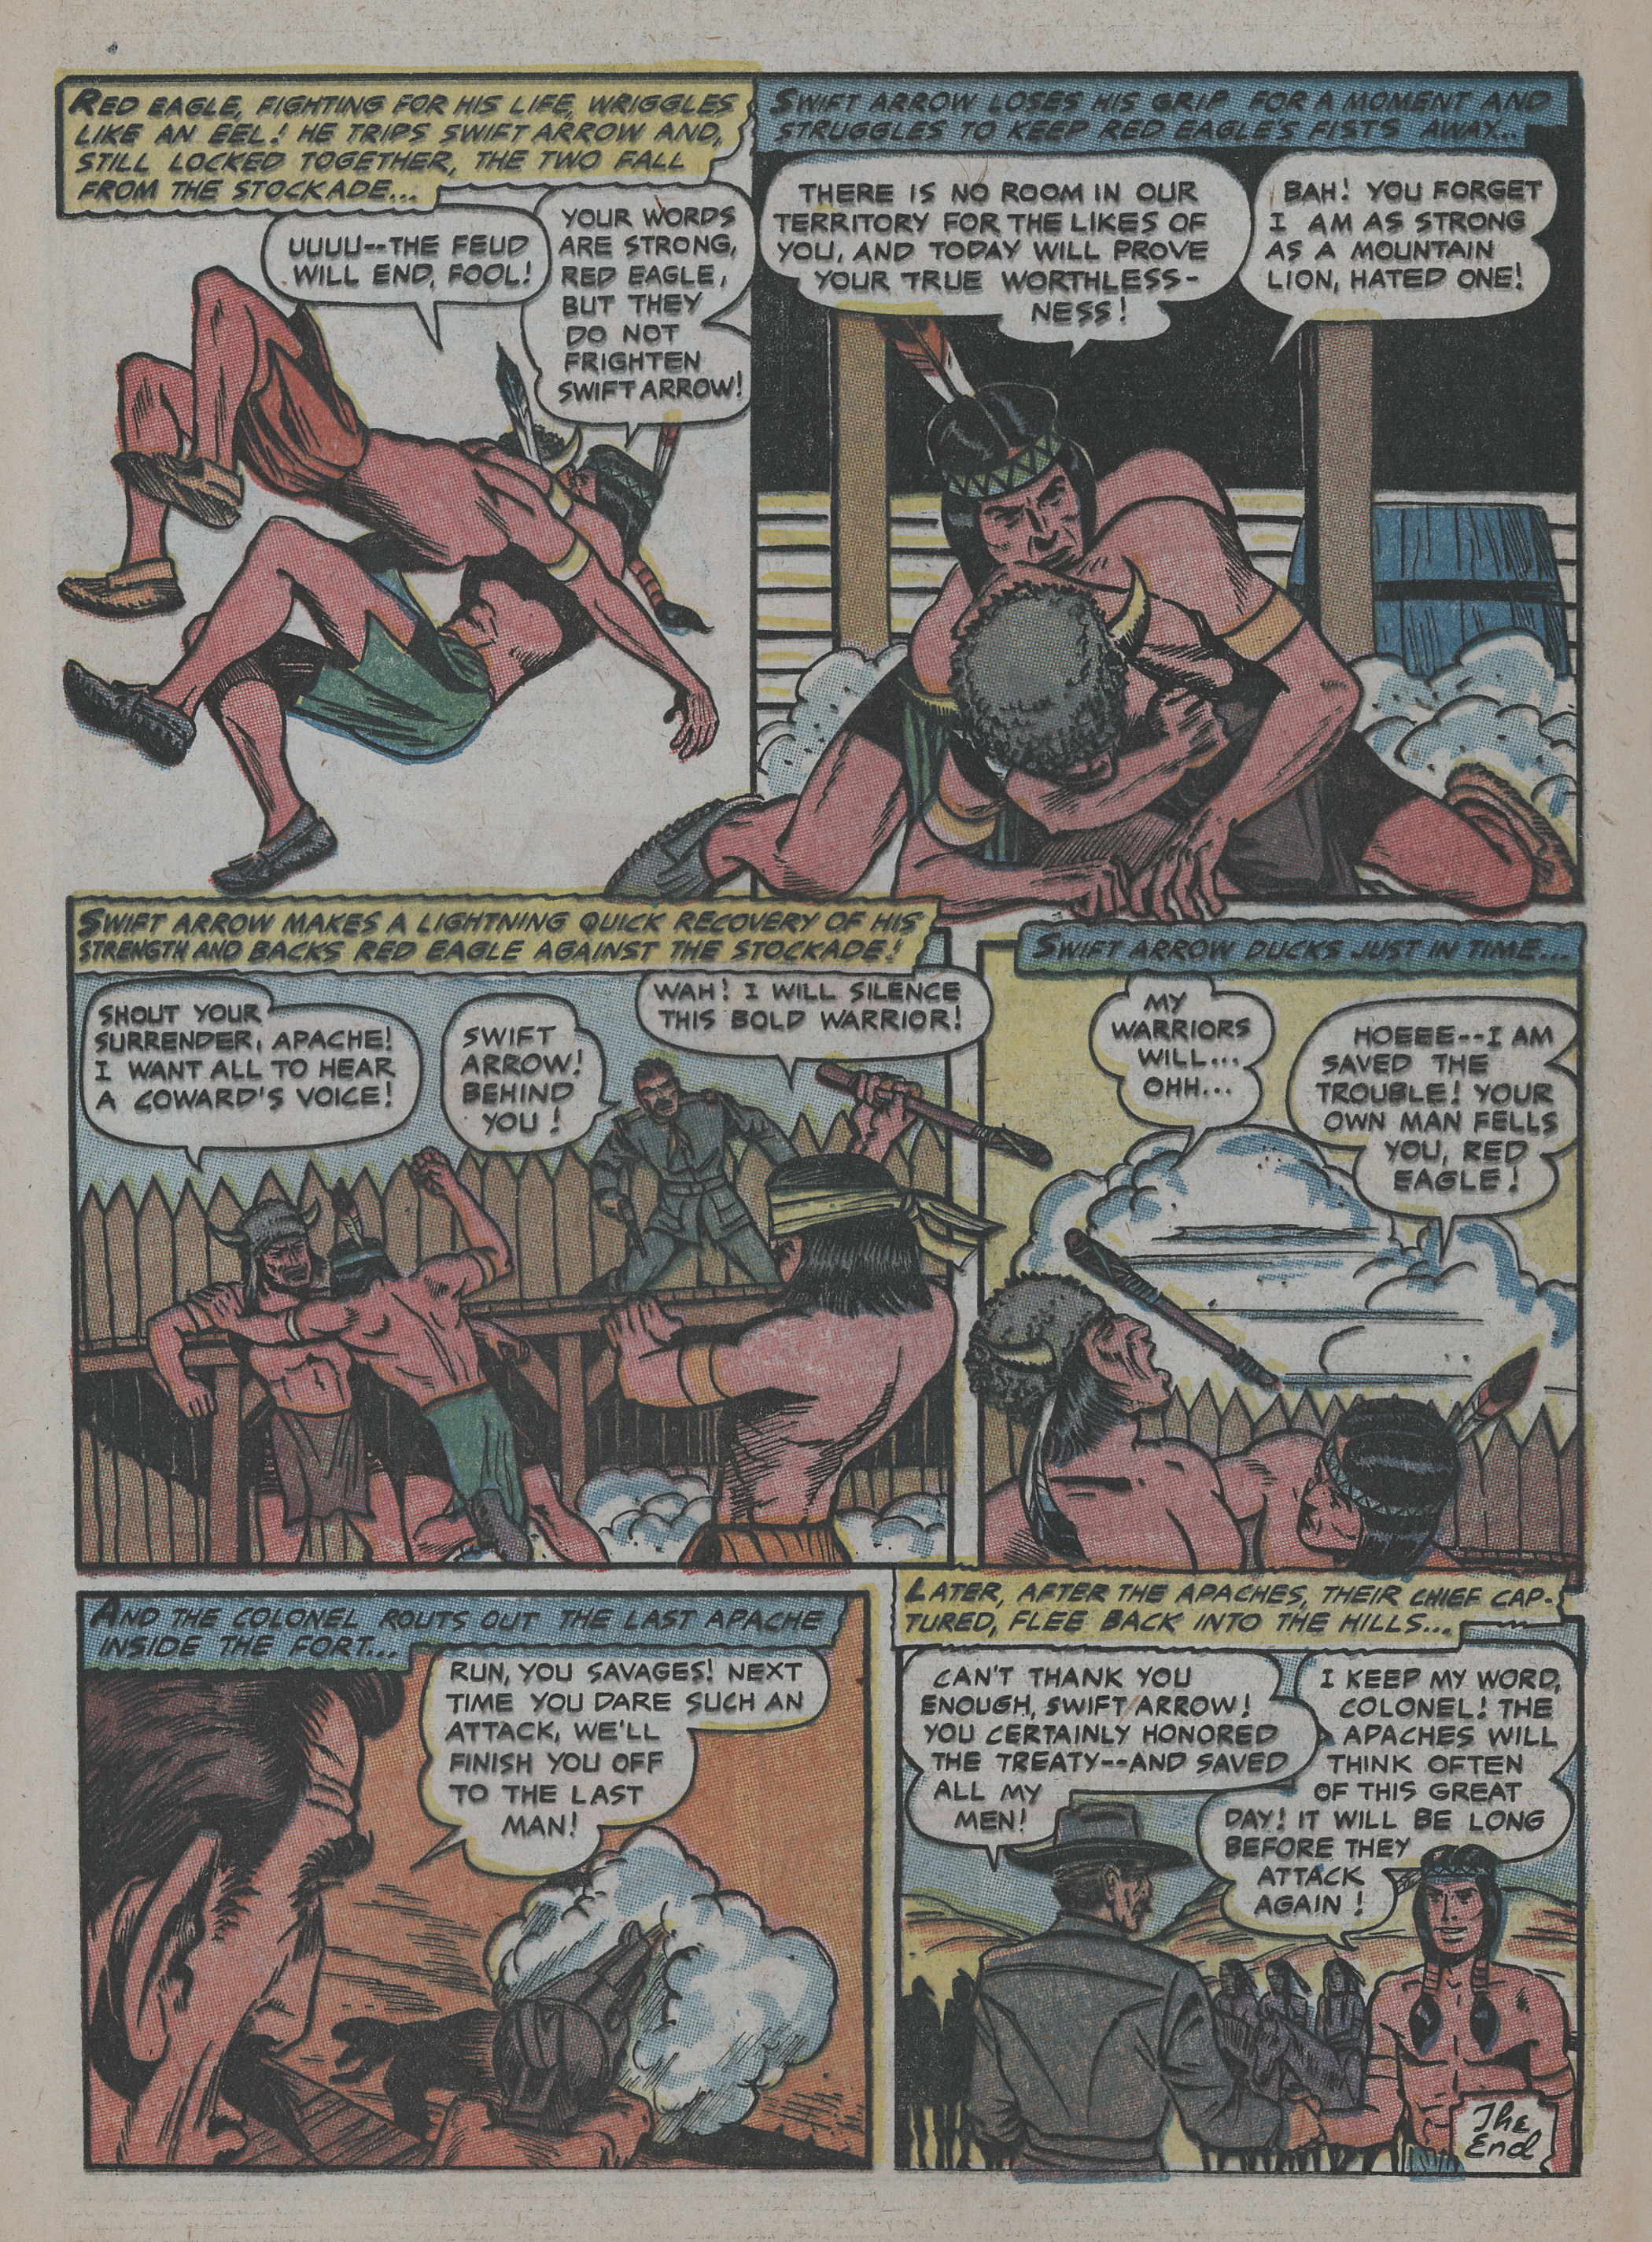 RED EAGLE, FIGHTING FOR HIS LIFE, WRIGGLES
LIKE AN EEL! HE TRIPS SWIFT ARROW AND,
STILL LOCKED TOGETHER, THE TWO FALL
FROM THE STOCKADE...
UUUU--THE FEUD
WILL END, FOOL!
YOUR WORDS
ARE STRONG,
RED EAGLE,
BUT THEY
DO NOT
FRIGHTEN
SWIFT ARROW!
SWIFT ARROW LOSES HIS GRIP FOR A MOMENT AND
STRUGGLES TO KEEP RED EAGLE'S FISTS AWAY...
THERE IS NO ROOM IN OUR
TERRITORY FOR THE LIKES OF
YOU, AND TODAY WILL PROVE
YOUR TRUE WORTHLESS-
NESS!
BAH! YOU FORGET
I AM AS STRONG
AS A MOUNTAIN
LION, HATED ONE!
SWIFT ARROW MAKES A LIGHTNING QUICK RECOVERY OF HIS
STRENGTH AND BACKS RED EAGLE AGAINST THE STOCKADE!
SHOUT YOUR
SURRENDER, APACHE!
I WANT ALL TO HEAR
A COWARD'S VOICE!
SWIFT
ARROW!
BEHIND
YOU!
WAH! I WILL SILENCE
THIS BOLD WARRIOR!
SWIFT ARROW DUCKS JUST IN TIME...
MY
WARRIORS
WILL...
OHH...
HOEEE--I AM
SAVED THE
TROUBLE! YOUR
OWN MAN FELLS
YOU, RED
EAGLE!
AND THE COLONEL ROUTS OUT THE LAST APACHE
INSIDE THE FORT...
RUN, YOU SAVAGES! NEXT
TIME YOU DARE SUCH AN
ATTACK, WE'LL
FINISH YOU OFF
TO THE LAST
MAN!
LATER, AFTER THE APACHES, THEIR CHIEF CAP-
TURED, FLEE BACK INTO THE HILLS...
CAN'T THANK YOU
ENOUGH, SWIFT ARROW!
YOU CERTAINLY HONORED
THE TREATY--AND SAVED
ALL MY
MEN!
I KEEP MY WORD,
COLONEL! THE
APACHES WILL
THINK OFTEN
OF THIS GREAT
DAY! IT WILL BE LONG
BEFORE THEY
ATTACK
AGAIN!
The
End